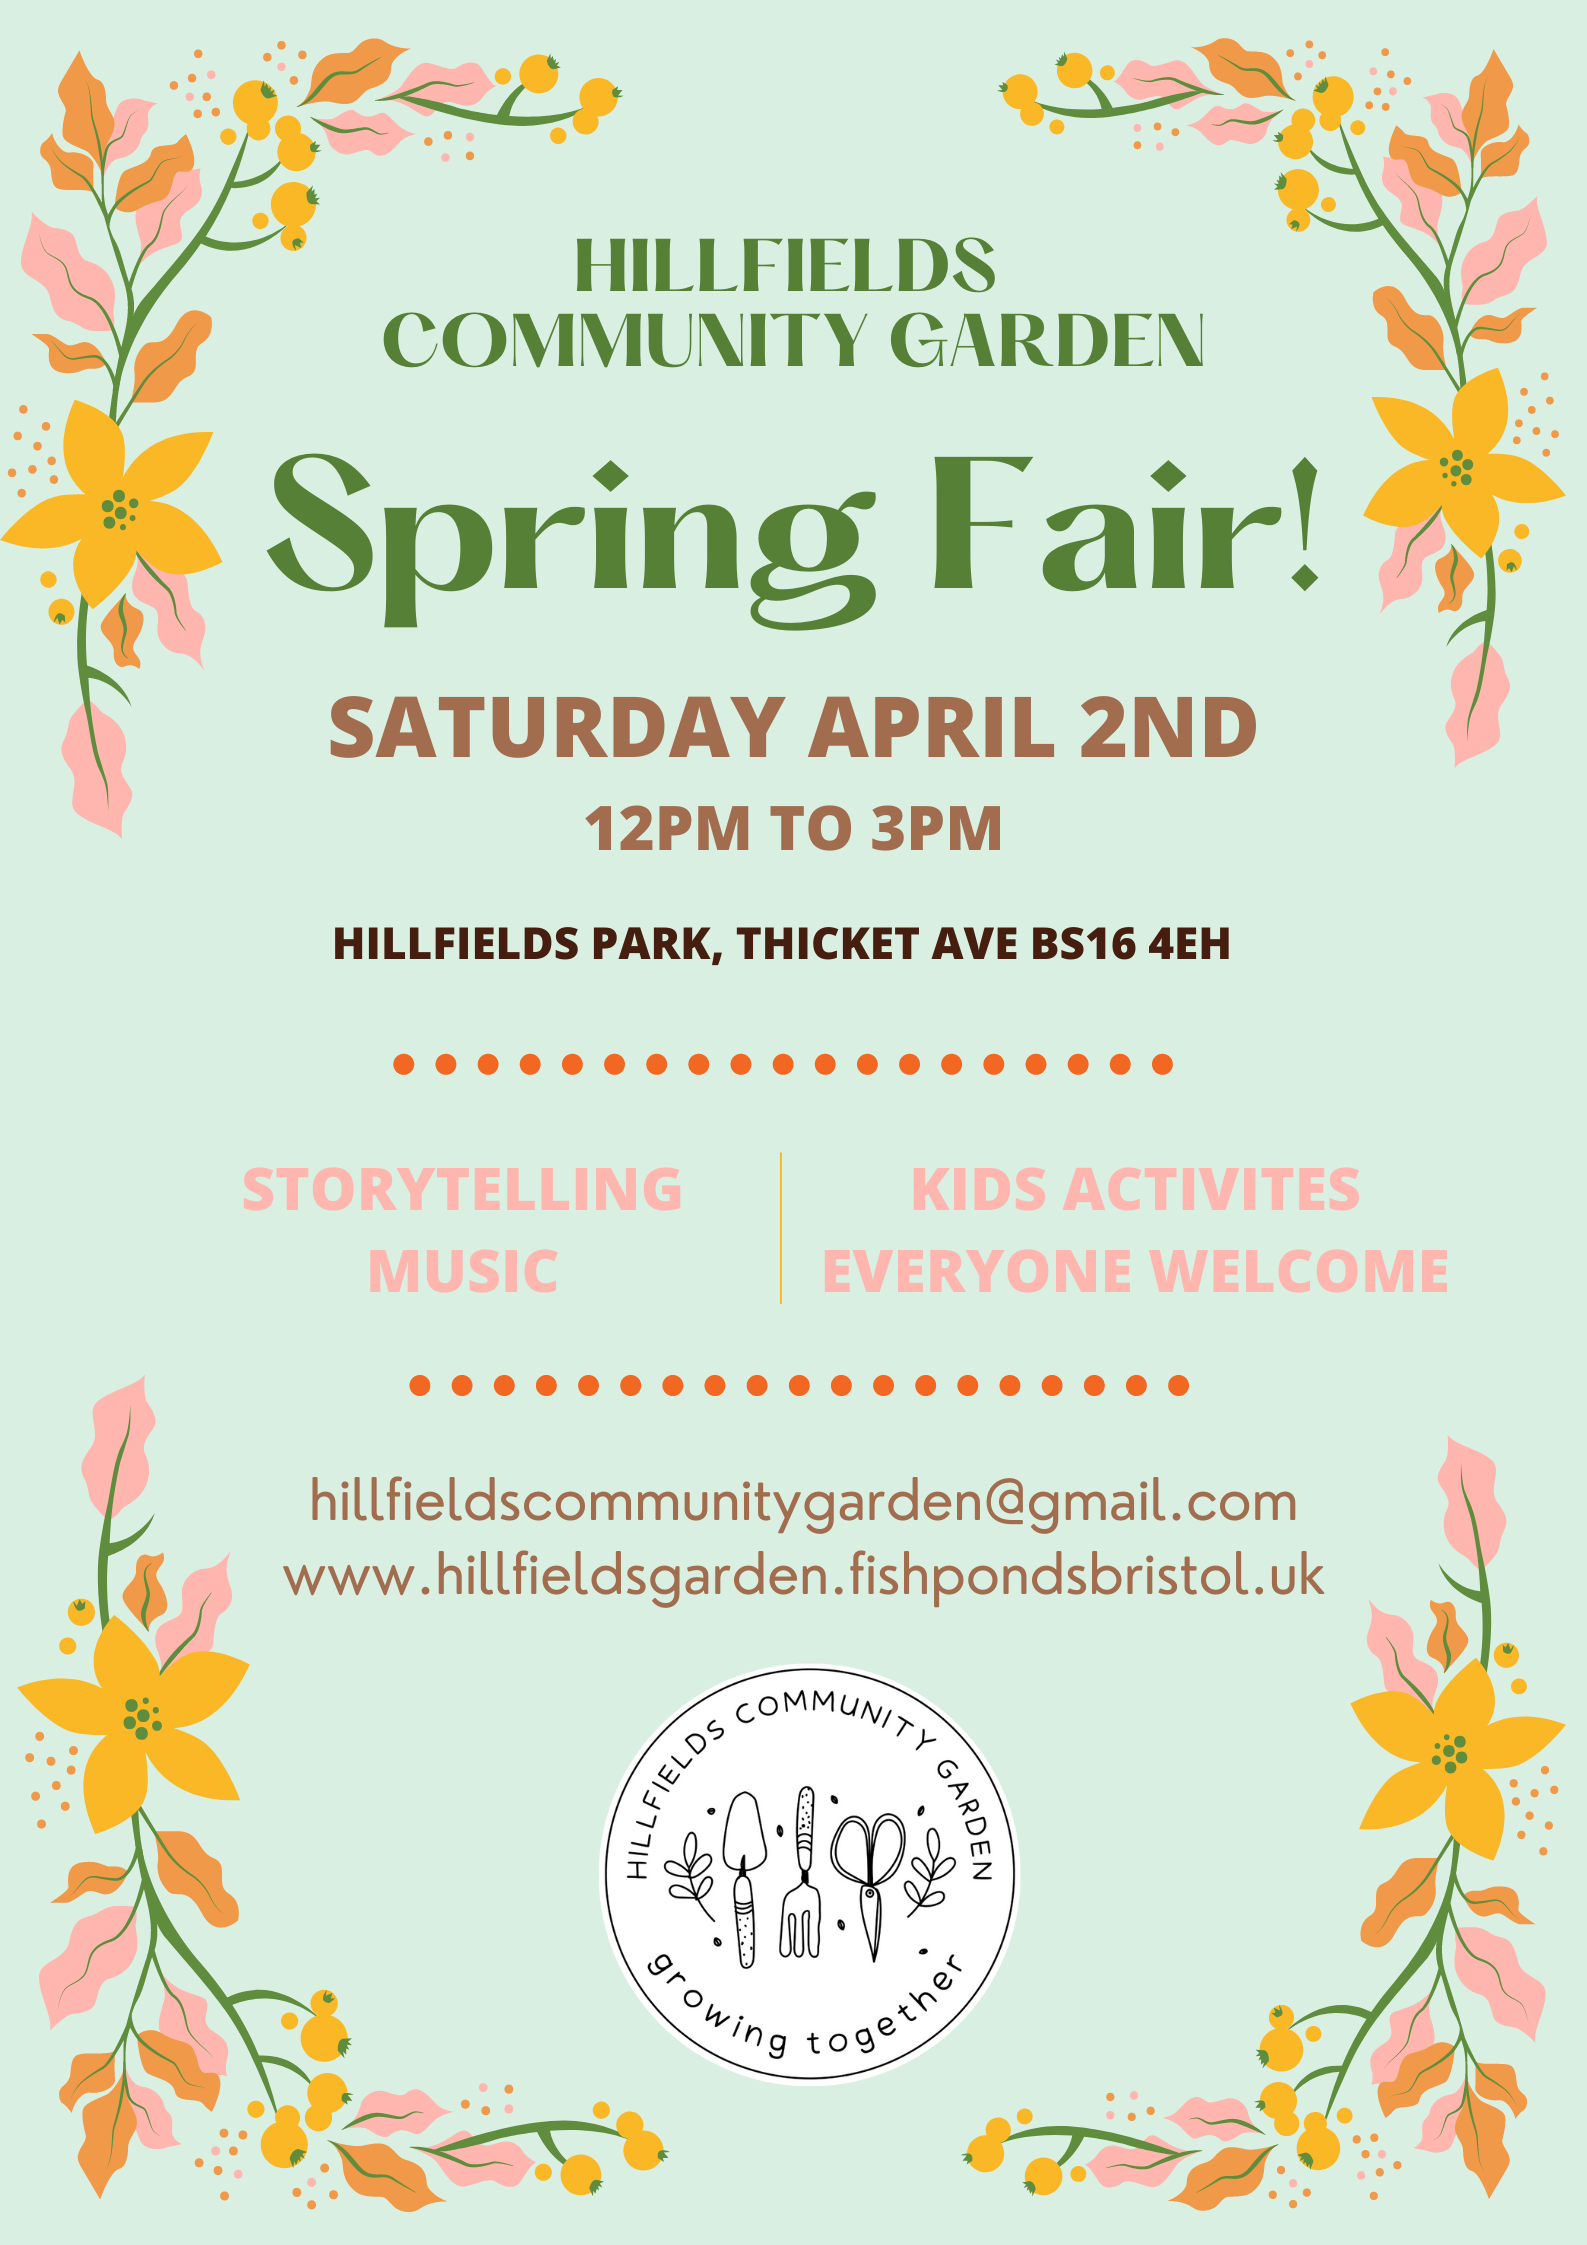 HILLFIELDS
COMMUNITY GARDEN
Spring Fair!
SATURDAY APRIL 2ND
12PM TO 3PM
HILLFIELDS PARK, THICKET AVE BS16 4EH
STORYTELLING
MUSIC
KIDS ACTIVITES
EVERYONE WELCOME
hillfieldscommunitygarden@gmail.com
www.hillfieldsgarden.fishpondsbristol.uk
HILLFIELDS COMMUNITY GARDEN
growing together